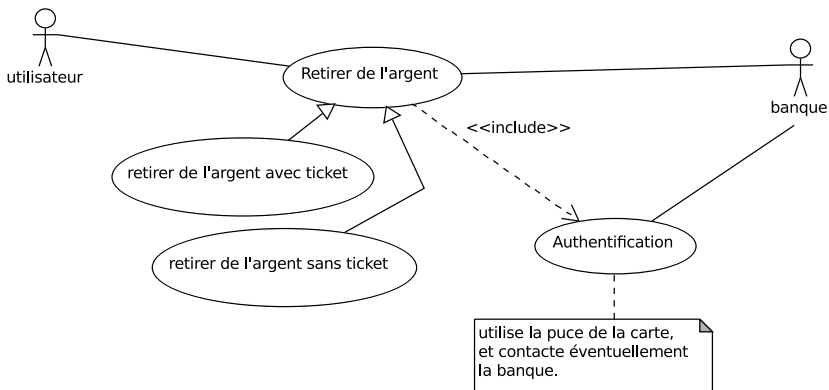 utilisateur
Retirer de l'argent
banque
<<include>>
retirer de l'argent avec ticket
Authentification
retirer de l'argent sans ticket
utilise la puce de la carte,
et contacte éventuellement
la banque.